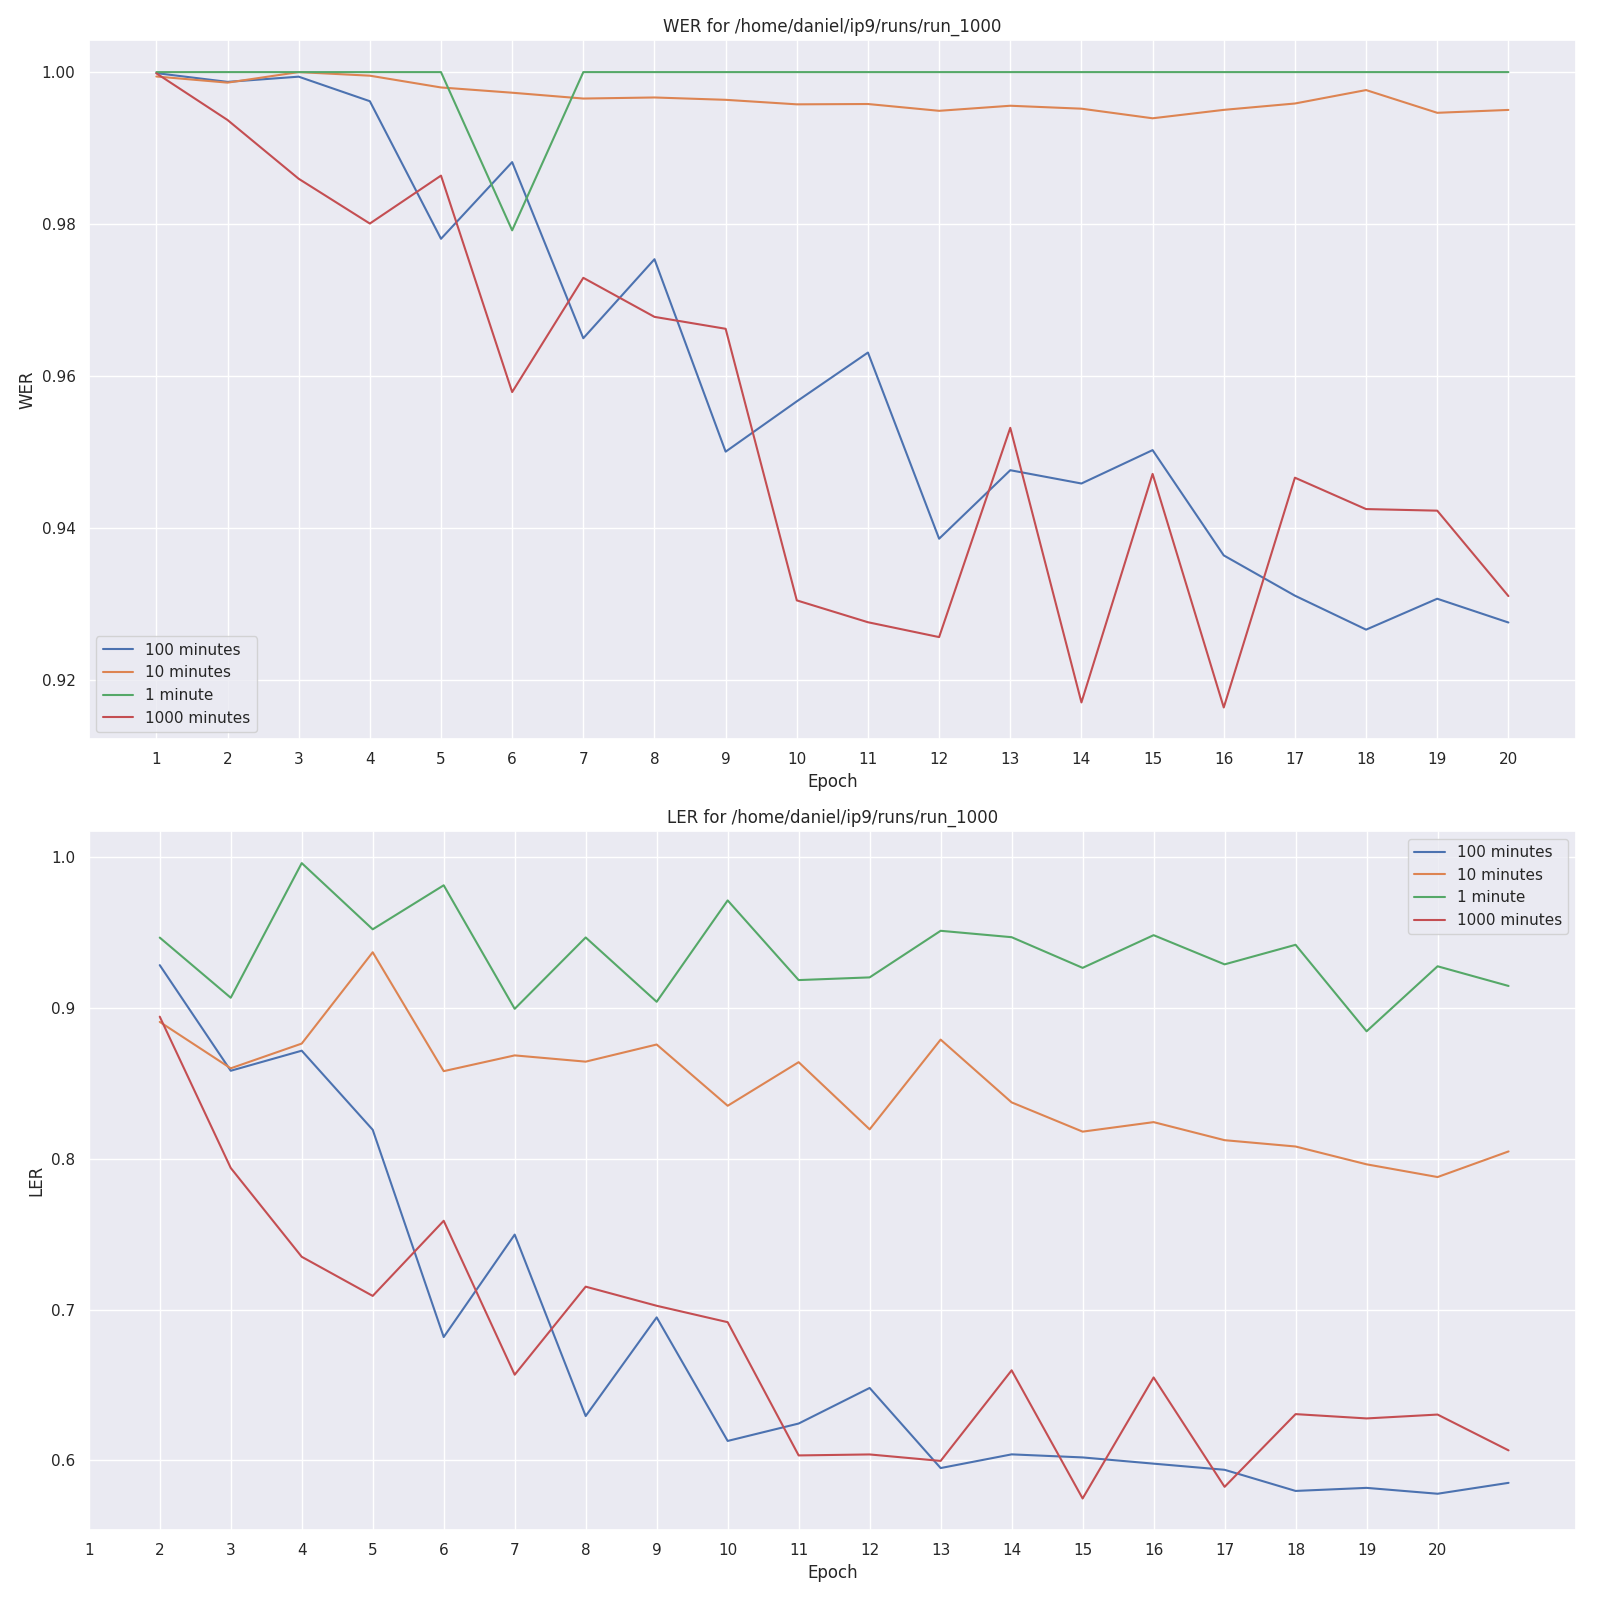 WER for /home/daniel/ip9/runs/run_1000
1.00
0.98
0.96
0.94
0.92
WER
100 minutes
10 minutes
1 minute
1000 minutes
1 2 3 4 5 6 7 8 9 10 11 12 13 14 15 16 17 18 19 20
Epoch
LER for /home/daniel/ip9/runs/run_1000
1.0
0.9
0.8
0.7
0.6
LER
100 minutes
10 minutes
1 minute
1000 minutes
1 2 3 4 5 6 7 8 9 10 11 12 13 14 15 16 17 18 19 20
Epoch